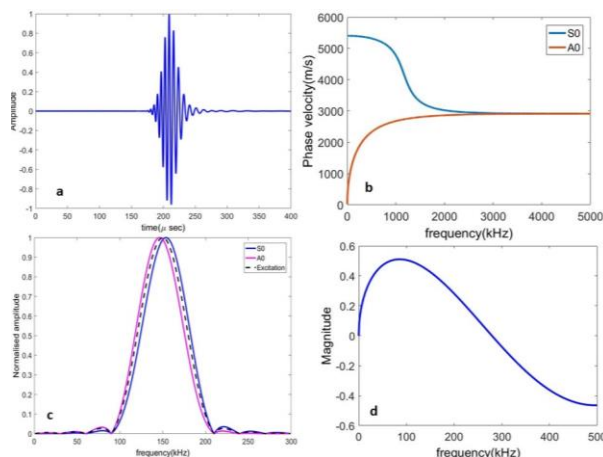 1
0.8
0.6
0.4
0.2
0
-0.2
-0.4
-0.6
-0.8
-1
Amplitude
a
0 50 100 150 200 250 300 350 400
time(μ sec)
6000
5000
4000
3000
2000
1000
0
Phase velocity(m/s)
S0
A0
b
0 1000 2000 3000 4000 5000
frequency(kHz)
1
0.9
0.8
0.7
0.6
0.5
0.4
0.3
0.2
0.1
0
Normalised amplitude
S0
A0
Excitation
c
0 50 100 150 200 250 300
frequency(kHz)
0.6
0.4
0.2
0
-0.2
-0.4
-0.6
Magnitude
d
0 100 200 300 400 500
frequency(kHz)